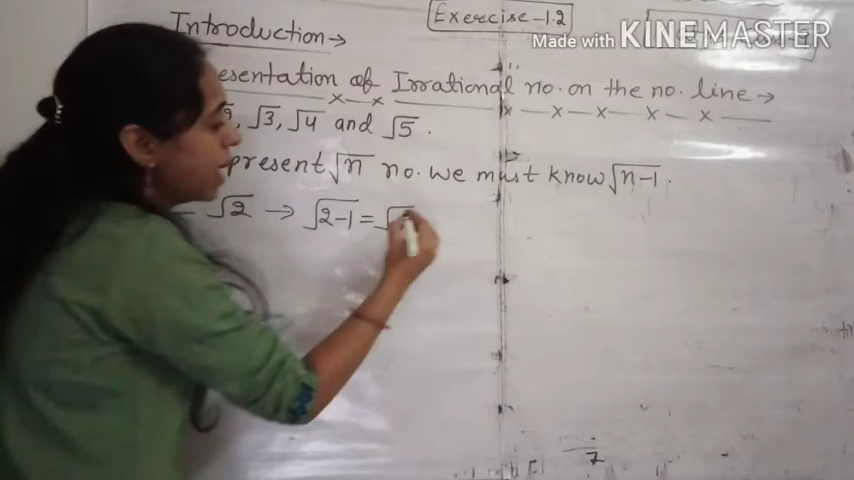 Exercise-1.2
Introduction→
Made with KINEMASTER
esentation of Irrational no. on the no. line→
x—x — x — x — x — x — x
√3, √4 and √5.
present √n no. we must know √n-1.
√2 → √2-1 = √
7